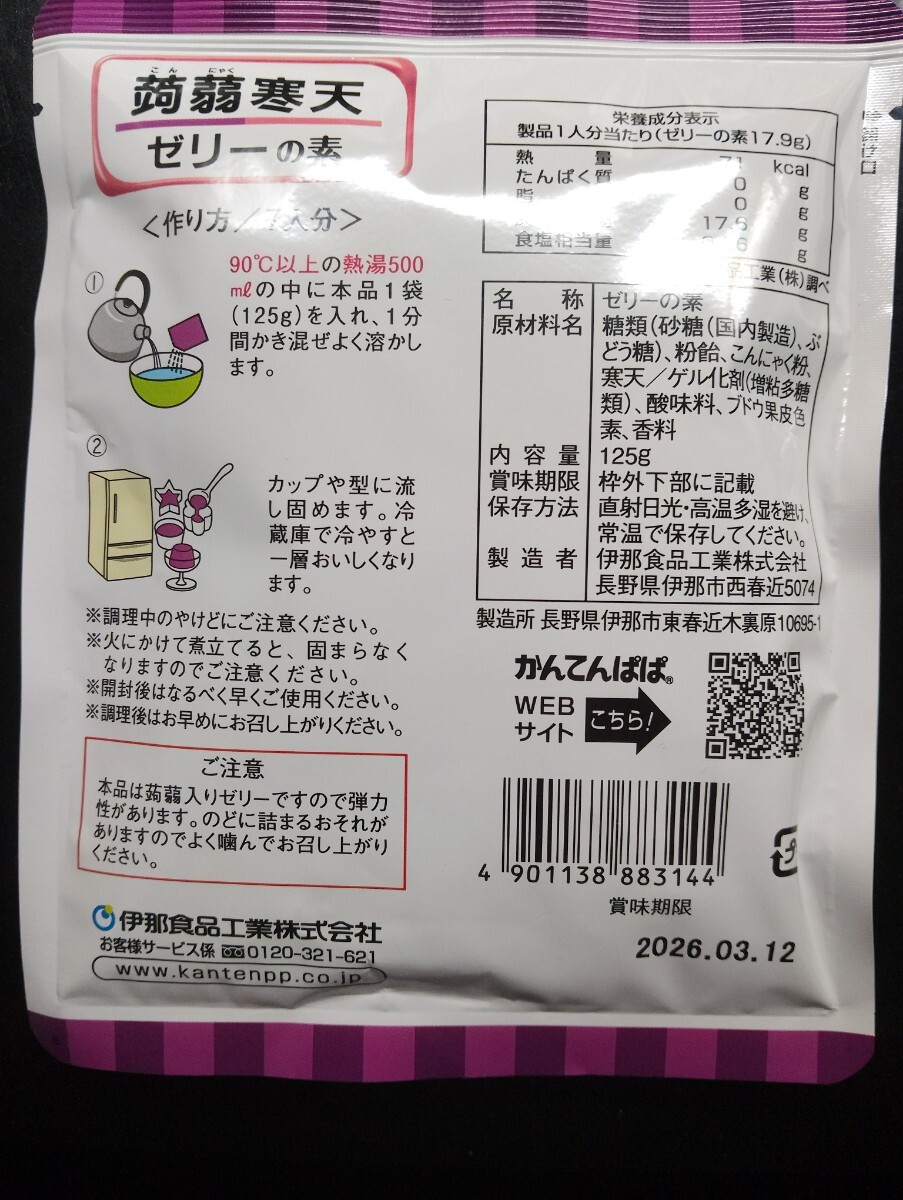 こん にゃく
蒟蒻寒天
ゼリーの素
<作り方/7人分>
①
90℃以上の熱湯500
㎖の中に本品1袋
(125g)を入れ、1分
間かき混ぜよく溶かし
ます。
②
カップや型に流
し固めます。冷
蔵庫で冷やすと
一層おいしくなり
ます。
※調理中のやけどにご注意ください。
※火にかけて煮立てると、固まらなく
なりますのでご注意ください。
※開封後はなるべく早くご使用ください。
※調理後はお早めにお召し上がりください。
ご注意
本品は蒟蒻入りゼリーですので弾力
性があります。のどに詰まるおそれが
ありますのでよく噛んでお召し上がり
ください。
伊那食品工業株式会社
お客様サービス係 0120-321-621
www.kantenpp.co.jp
栄養成分表示
製品1人分当たり(ゼリーの素17.9g)
熱量 71 kcal
たんぱく質 0 g
脂 0 g
17.6 g
食塩相当量 g
工業(株)調べ
名称 ゼリーの素
原材料名 糖類(砂糖(国内製造)、ぶ
どう糖)、粉飴、こんにゃく粉、
寒天/ゲル化剤(増粘多糖
類)、酸味料、ブドウ果皮色
素、香料
内容量 125g
賞味期限 枠外下部に記載
保存方法 直射日光・高温多湿を避け、
常温で保存してください。
製造者 伊那食品工業株式会社
長野県伊那市西春近5074
製造所 長野県伊那市東春近木裏原10695-1
かんてんぱぱ®
WEB
サイト
こちら!
4 901138 883144
賞味期限
2026.03.12